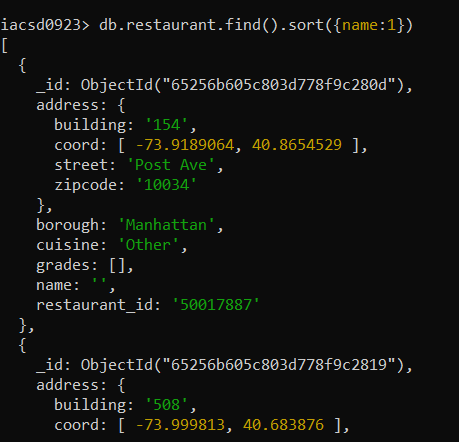 iacsd0923> db.restaurant.find().sort({name:1})
[
  {
    _id: ObjectId("65256b605c803d778f9c280d"),
    address: {
      building: '154',
      coord: [ -73.9189064, 40.8654529 ],
      street: 'Post Ave',
      zipcode: '10034'
    },
    borough: 'Manhattan',
    cuisine: 'Other',
    grades: [],
    name: '',
    restaurant_id: '50017887'
  },
  {
    _id: ObjectId("65256b605c803d778f9c2819"),
    address: {
      building: '508',
      coord: [ -73.999813, 40.683876 ],